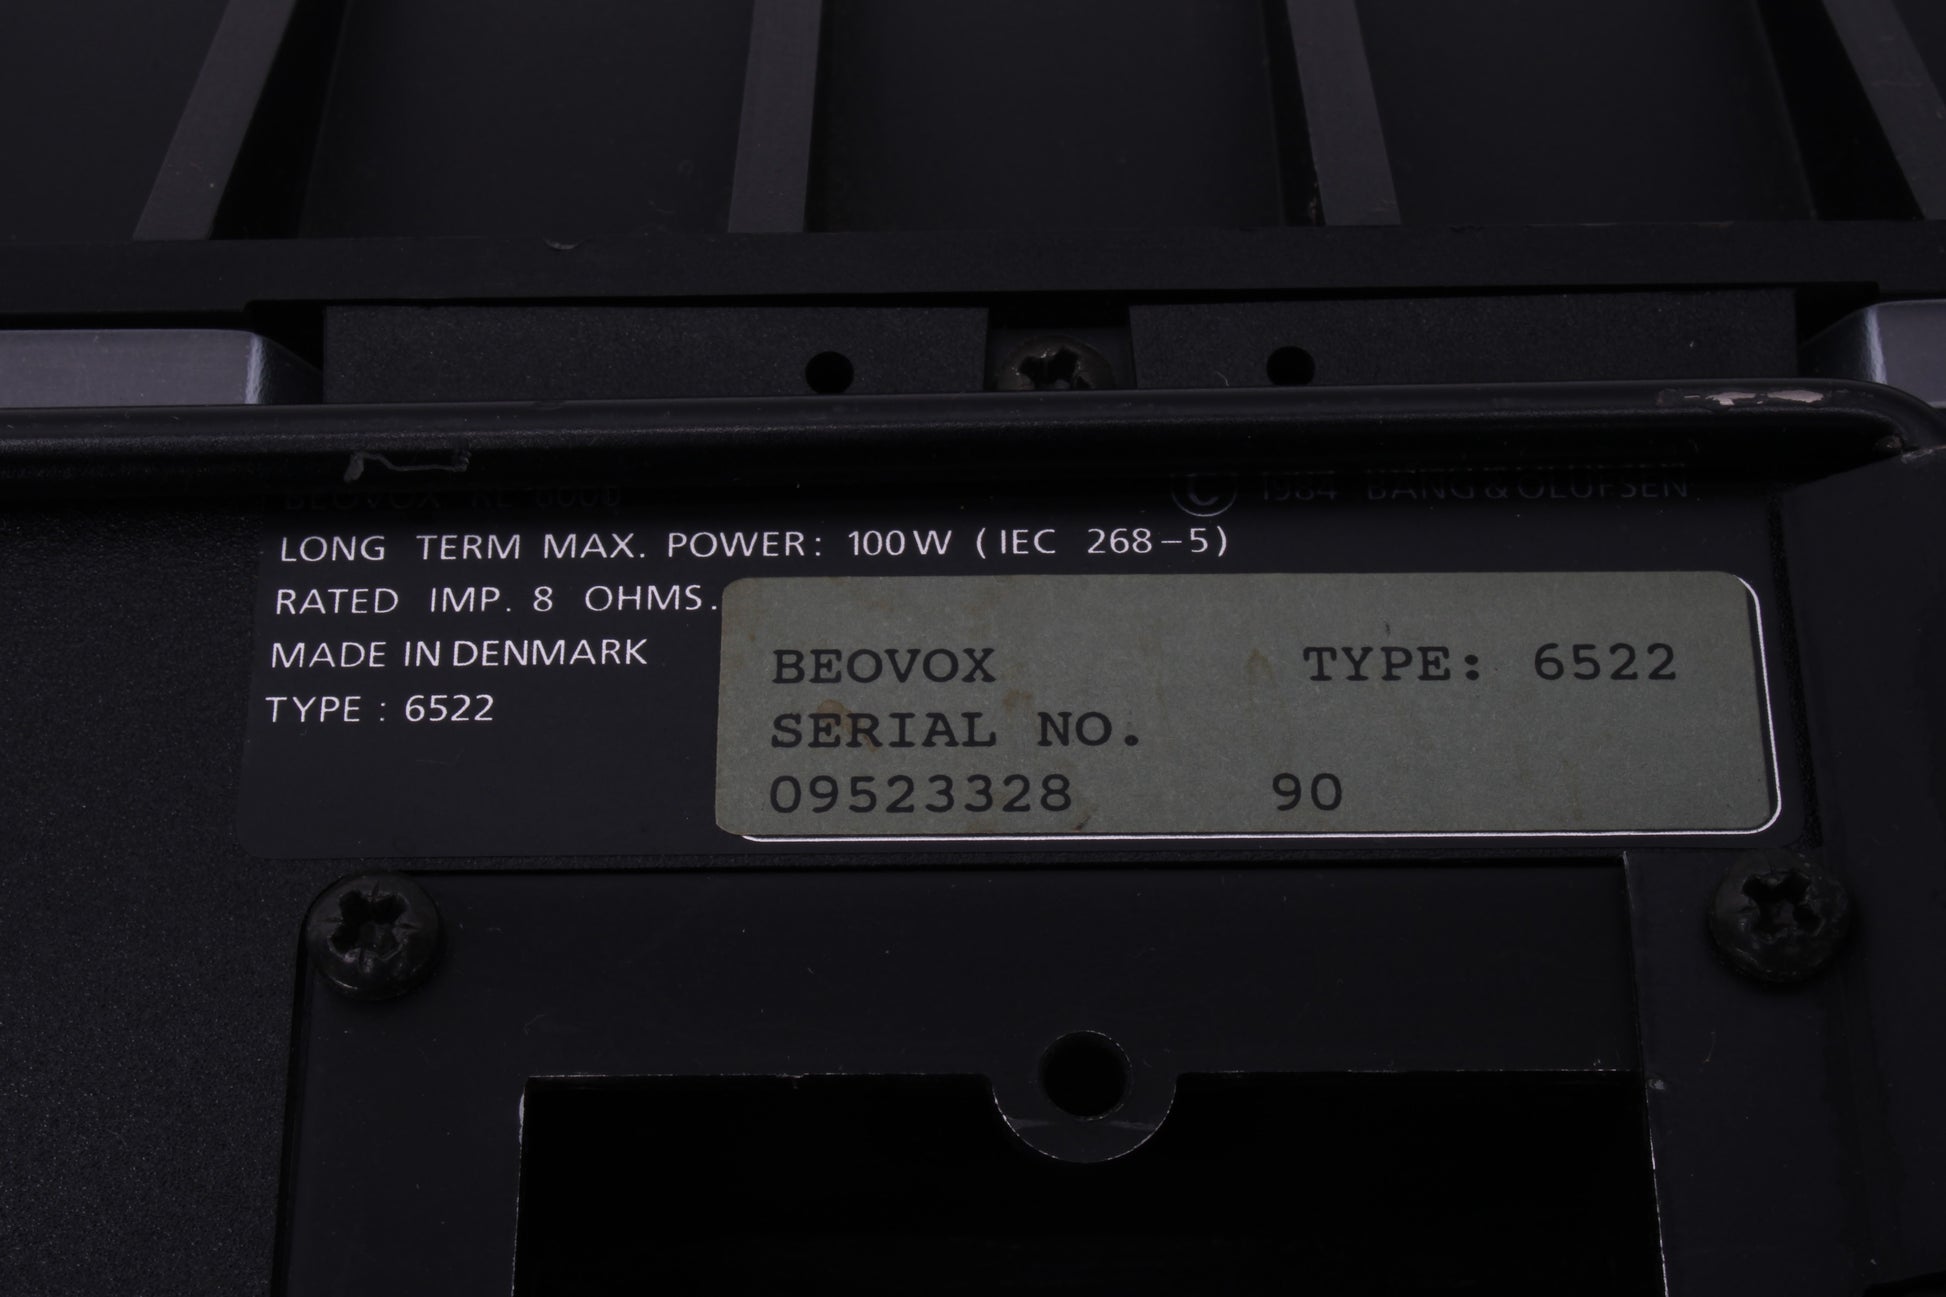 BEOVOX RL 6000 © 1984 BANG & OLUFSEN
LONG TERM MAX. POWER: 100W (IEC 268-5)
RATED IMP. 8 OHMS.
MADE IN DENMARK
TYPE : 6522
BEOVOX TYPE: 6522
SERIAL NO.
09523328 90